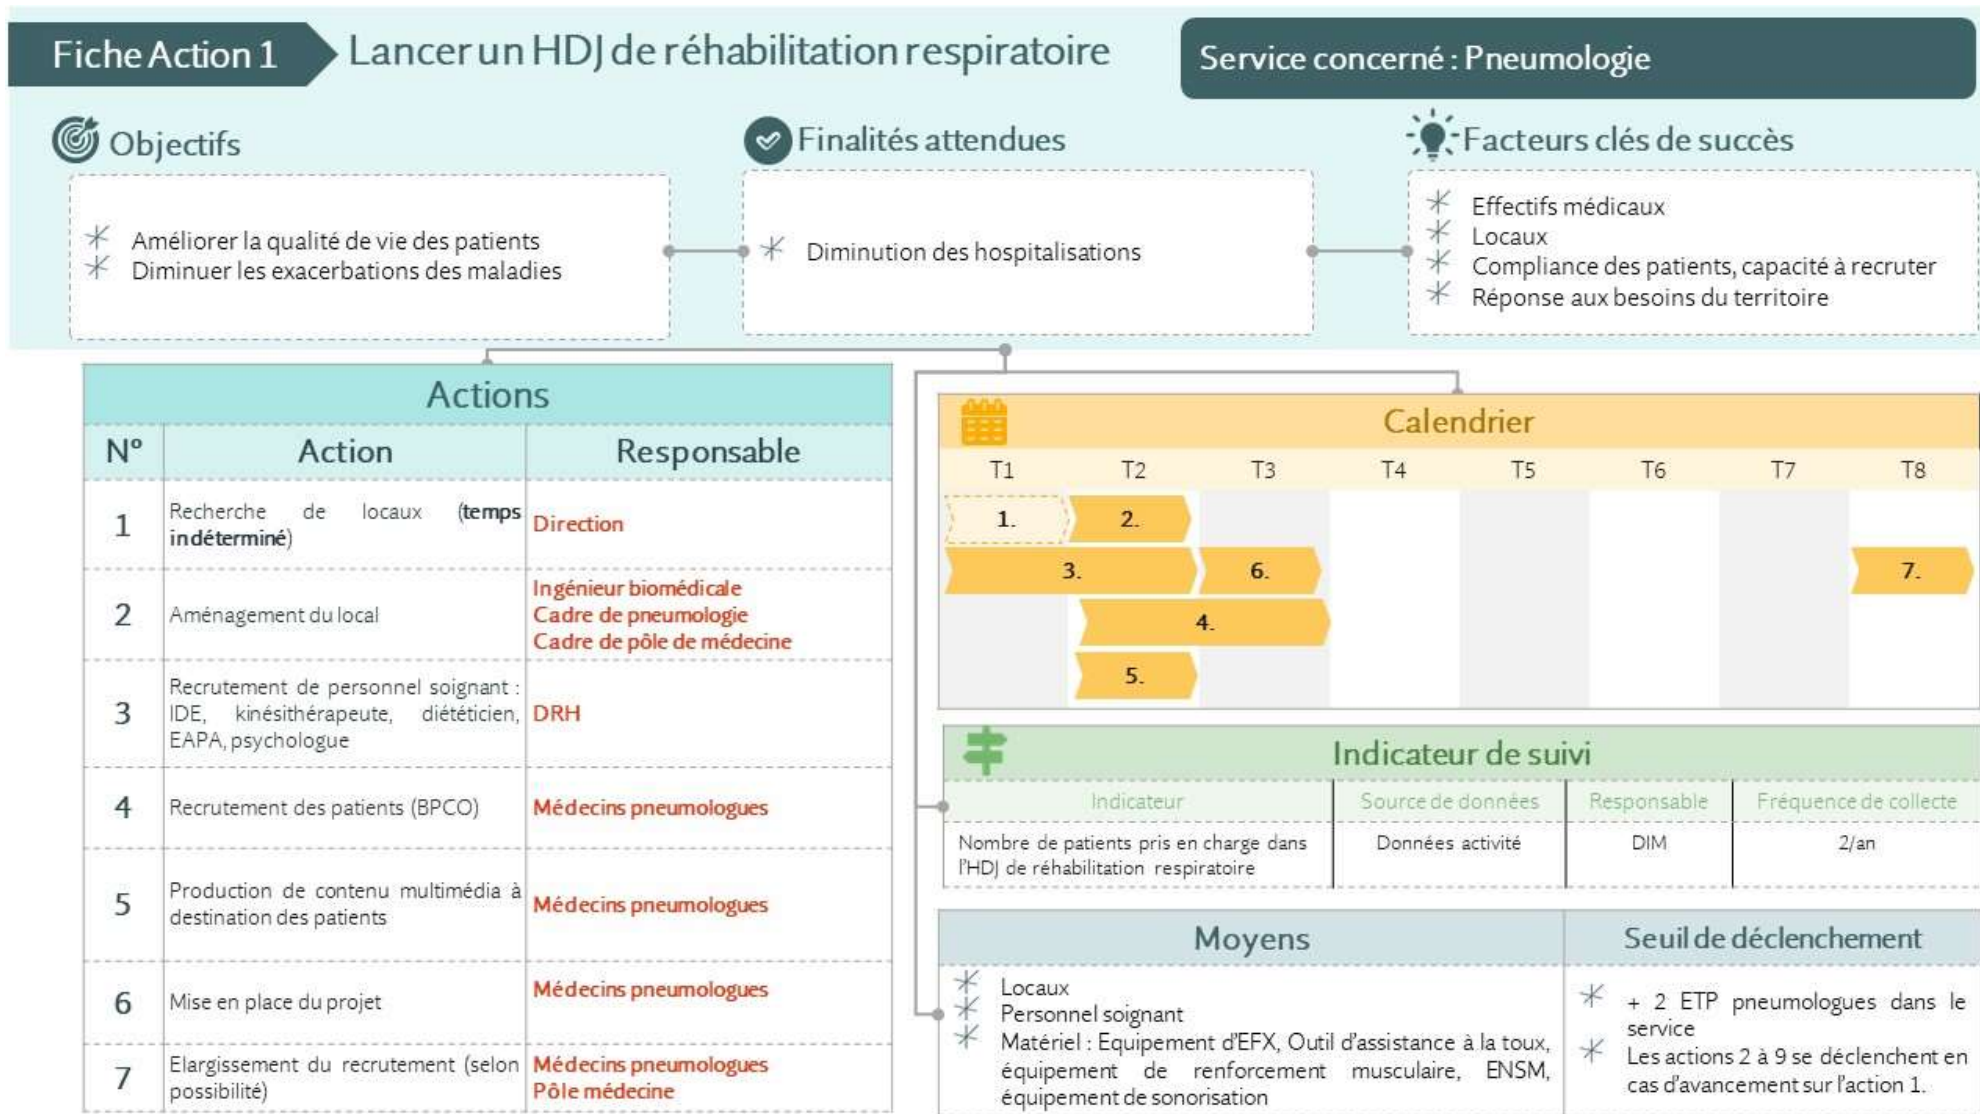 Fiche Action 1
Lancer un HDJ de réhabilitation respiratoire
Service concerné : Pneumologie
Objectifs
Améliorer la qualité de vie des patients
Diminuer les exacerbations des maladies
Finalités attendues
Diminution des hospitalisations
Facteurs clés de succès
Effectifs médicaux
Locaux
Compliance des patients, capacité à recruter
Réponse aux besoins du territoire
Actions
N° Action Responsable
1 Recherche de locaux (temps
indéterminé)
Direction
2 Aménagement du local
Ingénieur biomédicale
Cadre de pneumologie
Cadre de pôle de médecine
3 Recrutement de personnel soignant :
IDE, kinésithérapeute, diététicien,
EAPA, psychologue
DRH
4 Recrutement des patients (BPCO)
Médecins pneumologues
5 Production de contenu multimédia à
destination des patients
Médecins pneumologues
6 Mise en place du projet
Médecins pneumologues
7 Elargissement du recrutement (selon
possibilité)
Médecins pneumologues
Pôle médecine
Calendrier
T1 T2 T3 T4 T5 T6 T7 T8
1. 2.
3. 6. 7.
4.
5.
Indicateur de suivi
Indicateur Source de données Responsable Fréquence de collecte
Nombre de patients pris en charge dans
l'HDJ de réhabilitation respiratoire
Données activité
DIM
2/an
Moyens
Locaux
Personnel soignant
Matériel : Equipement d'EFX, Outil d'assistance à la toux,
équipement de renforcement musculaire, ENSM,
équipement de sonorisation
Seuil de déclenchement
+ 2 ETP pneumologues dans le
service
Les actions 2 à 9 se déclenchent en
cas d'avancement sur l'action 1.